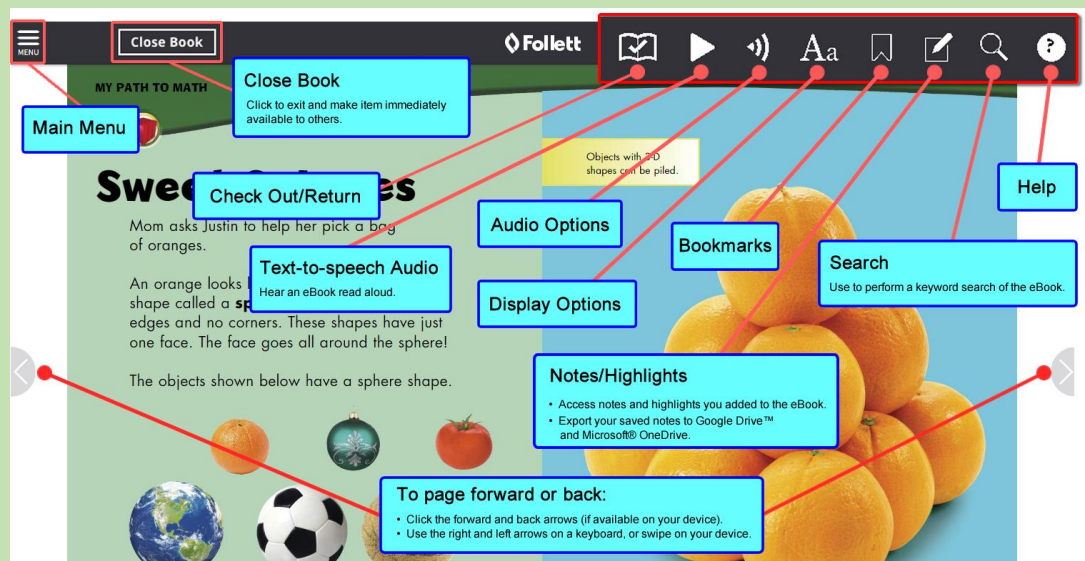 MENU
Close Book
Follett
Aa
?
Close Book
Click to exit and make item immediately
available to others.
MY PATH TO MATH
Main Menu
Objects with 3-D
shapes can be piled.
Check Out/Return
Audio Options
Help
Mom asks Justin to help her pick a bag
of oranges.
Bookmarks
Text-to-speech Audio
Hear an eBook read aloud.
Search
Use to perform a keyword search of the eBook.
An orange looks
shape called a
Display Options
edges and no corners. These shapes have just
one face. The face goes all around the sphere!
Notes/Highlights
• Access notes and highlights you added to the eBook.
• Export your saved notes to Google Drive™
and Microsoft® OneDrive.
The objects shown below have a sphere shape.
To page forward or back:
• Click the forward and back arrows (if available on your device).
• Use the right and left arrows on a keyboard, or swipe on your device.